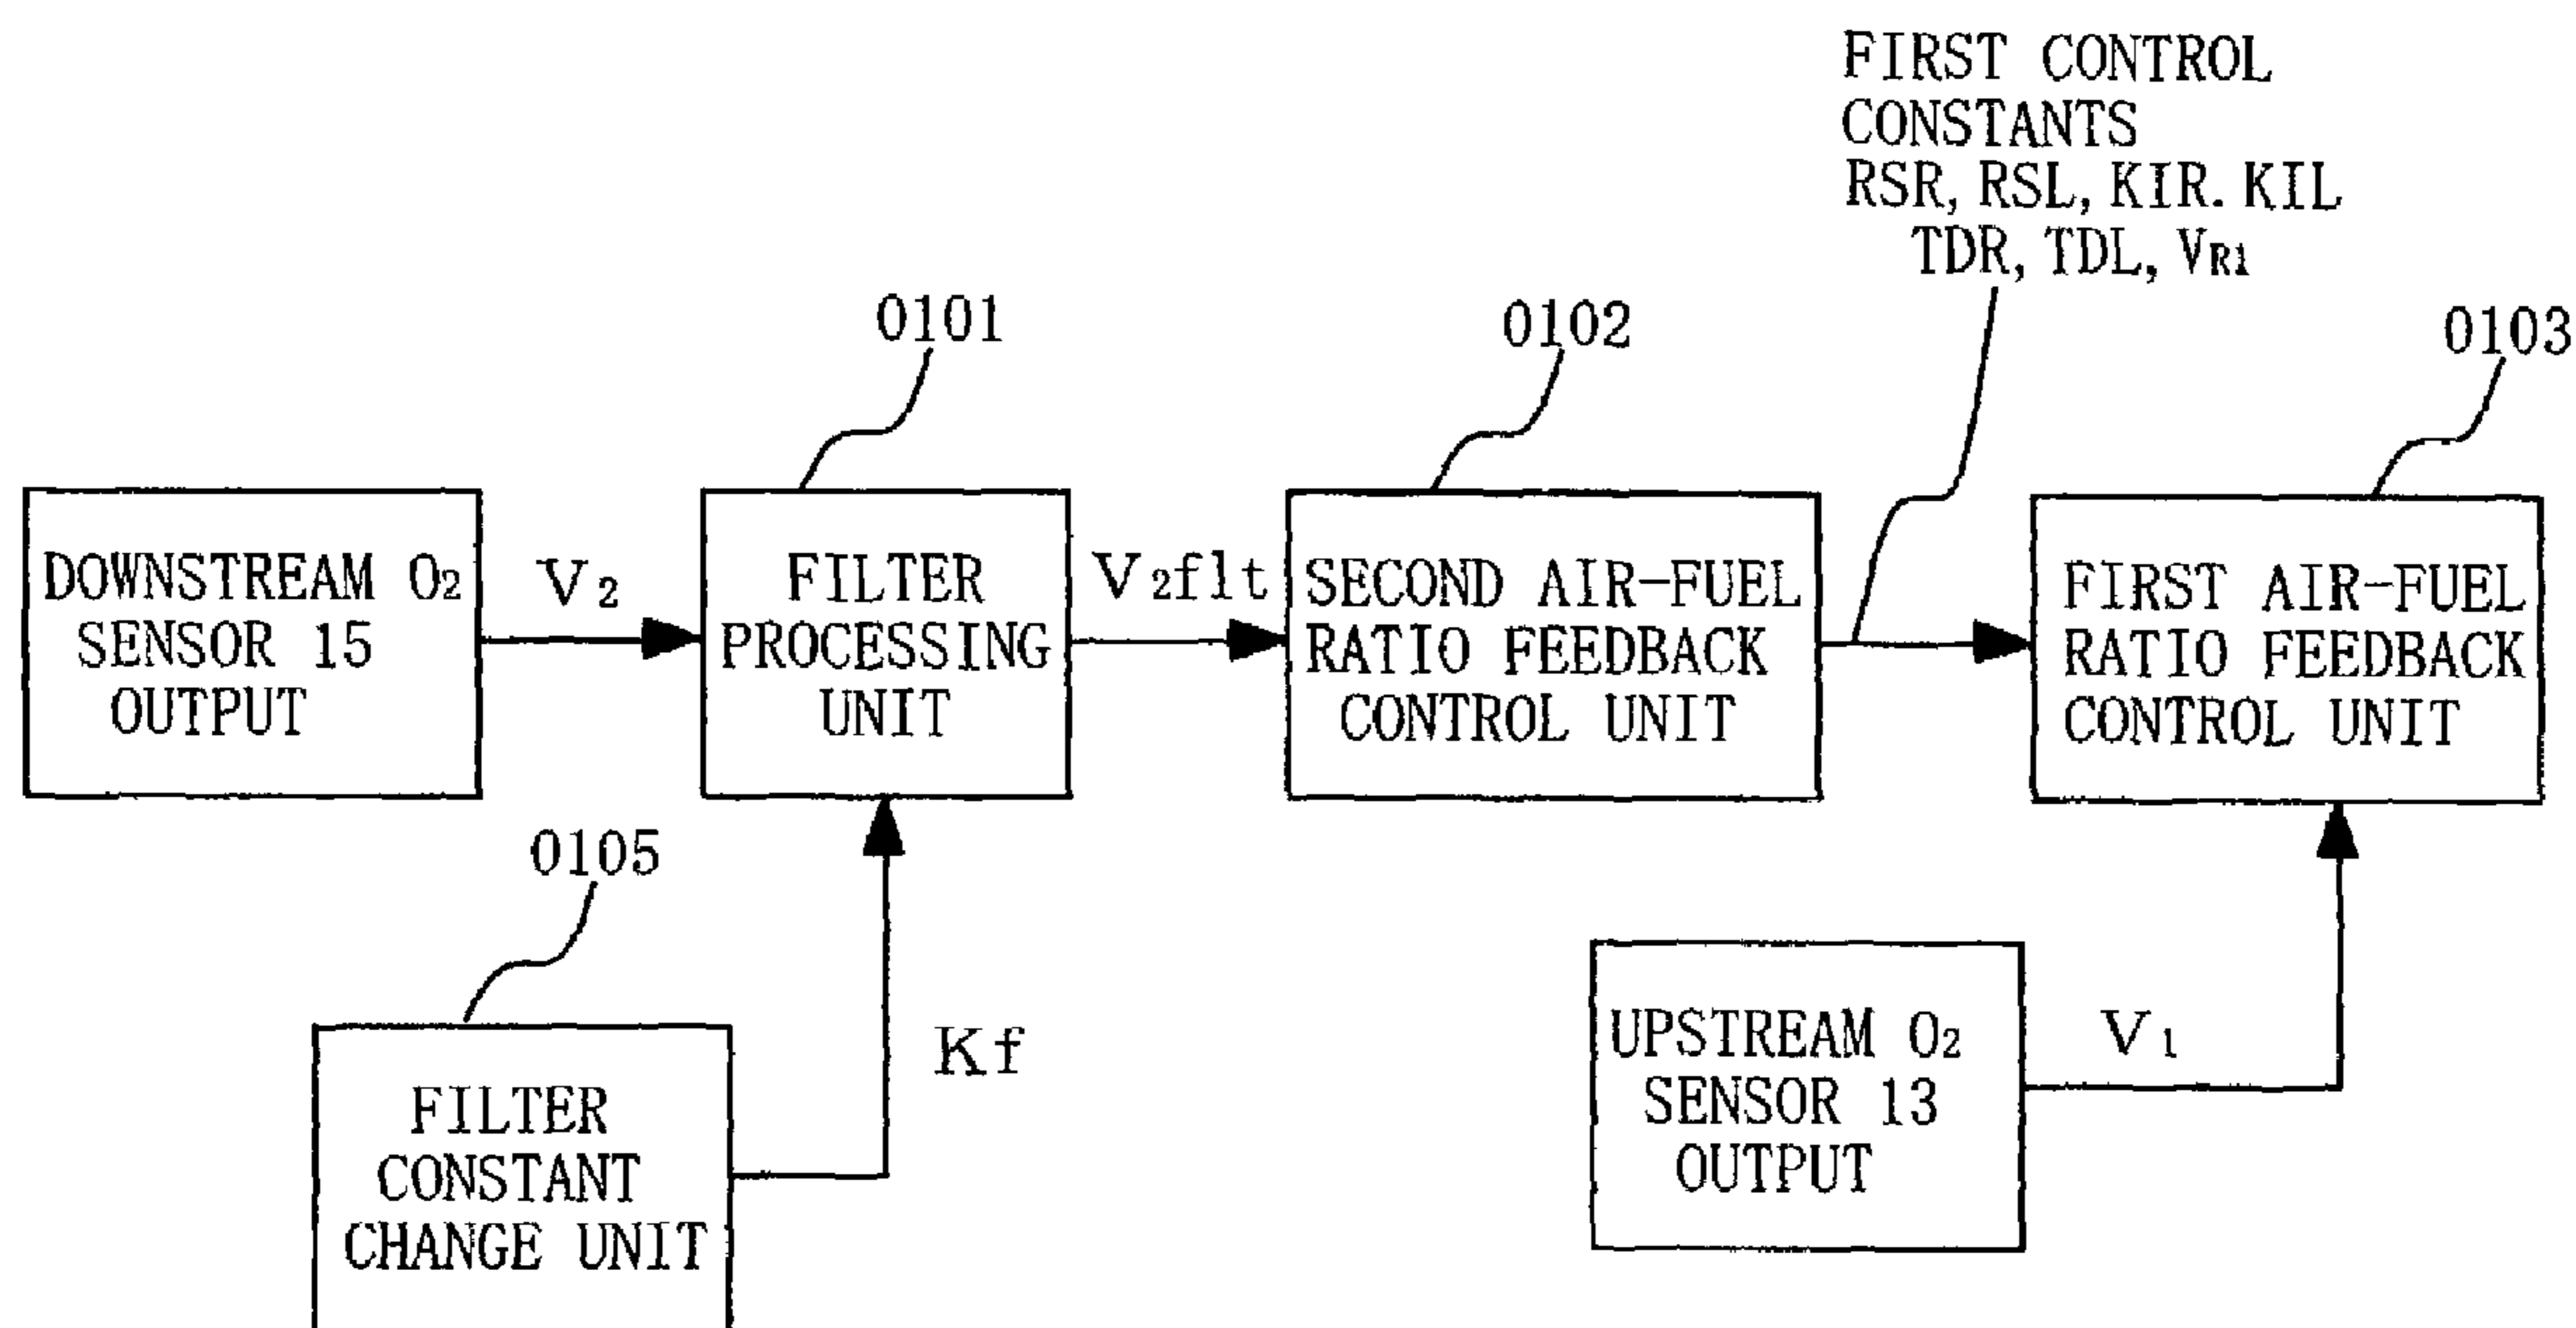 FIRST CONTROL
CONSTANTS
RSR, RSL, KIR. KIL
TDR, TDL, VR1
0101
0102
0103
DOWNSTREAM O2
SENSOR 15
OUTPUT
V2
FILTER
PROCESSING
UNIT
V2flt
SECOND AIR-FUEL
RATIO FEEDBACK
CONTROL UNIT
FIRST AIR-FUEL
RATIO FEEDBACK
CONTROL UNIT
0105
FILTER
CONSTANT
CHANGE UNIT
Kf
UPSTREAM O2
SENSOR 13
OUTPUT
V1